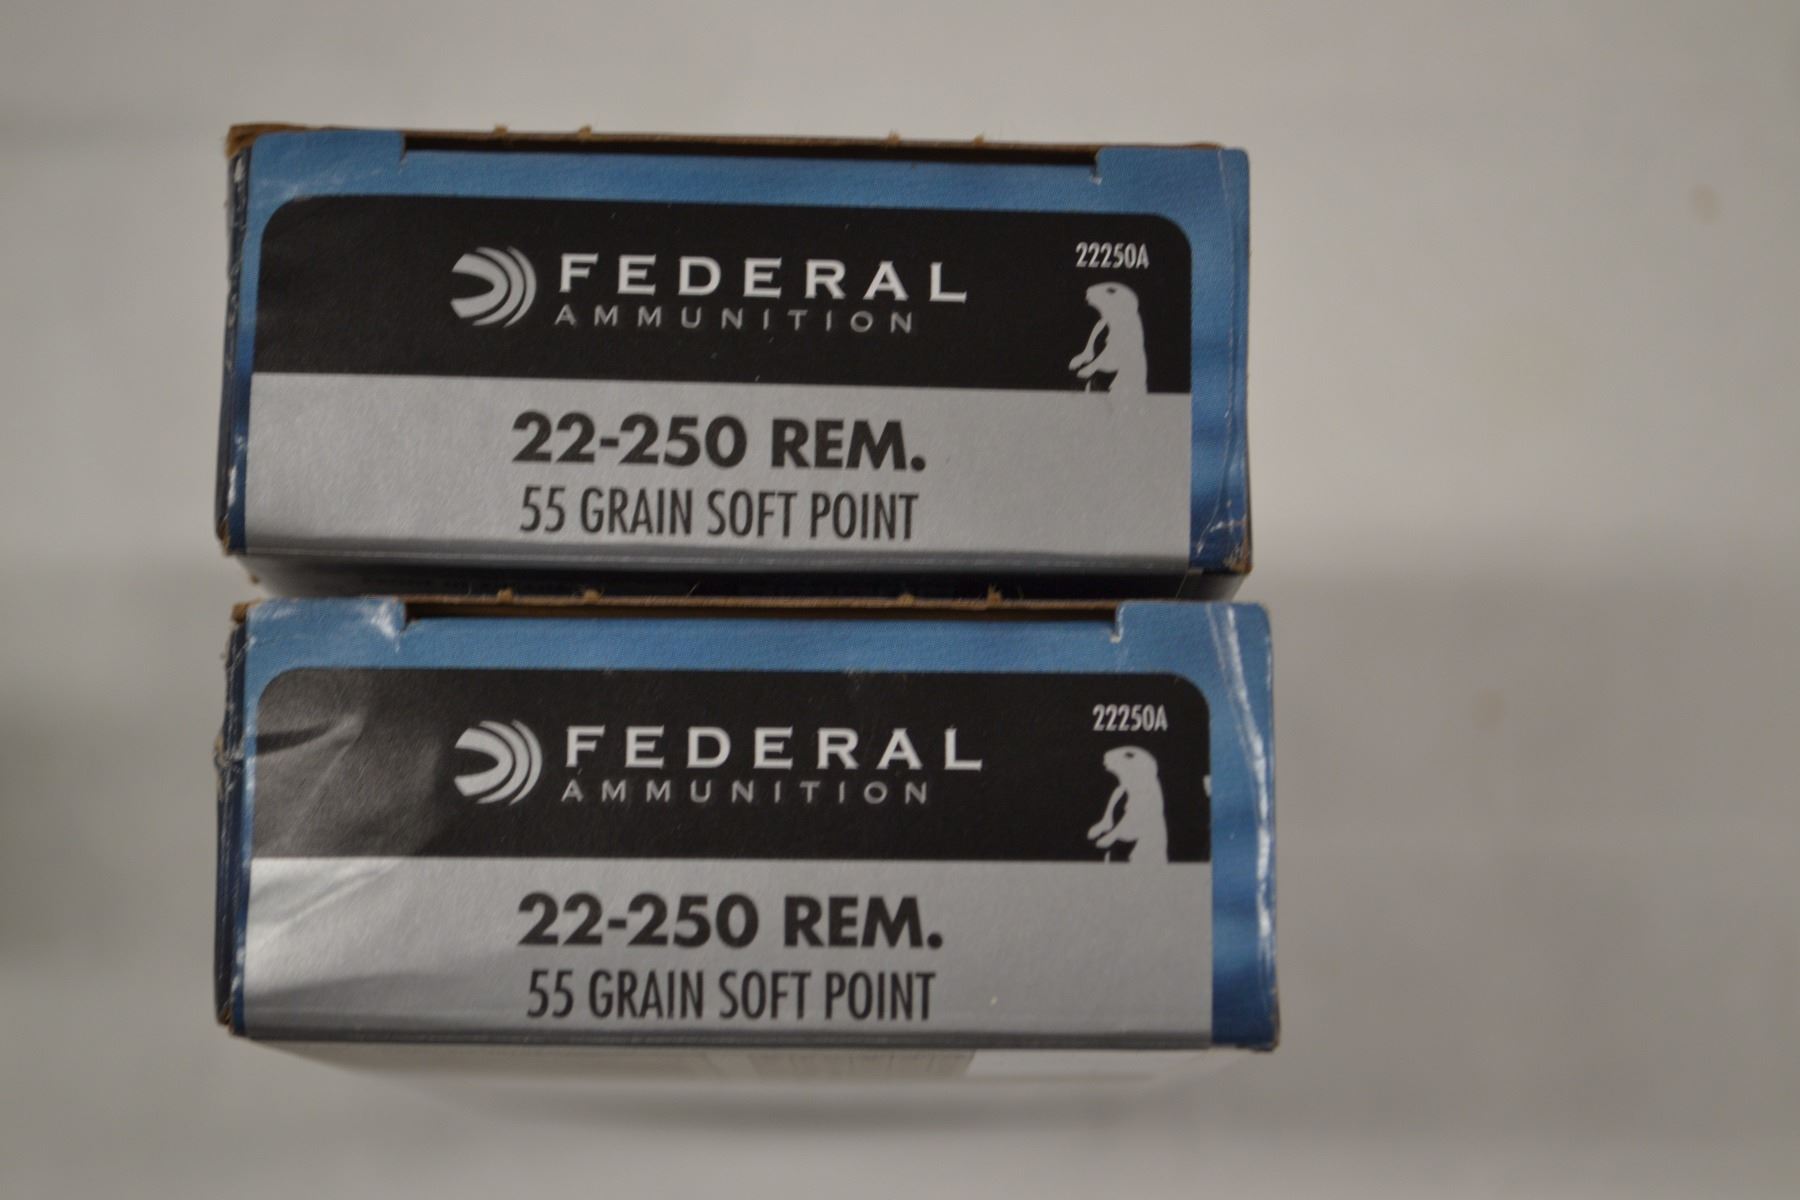 22250A
FEDERAL
AMMUNITION
22-250 REM.
55 GRAIN SOFT POINT
22250A
FEDERAL
AMMUNITION
22-250 REM.
55 GRAIN SOFT POINT